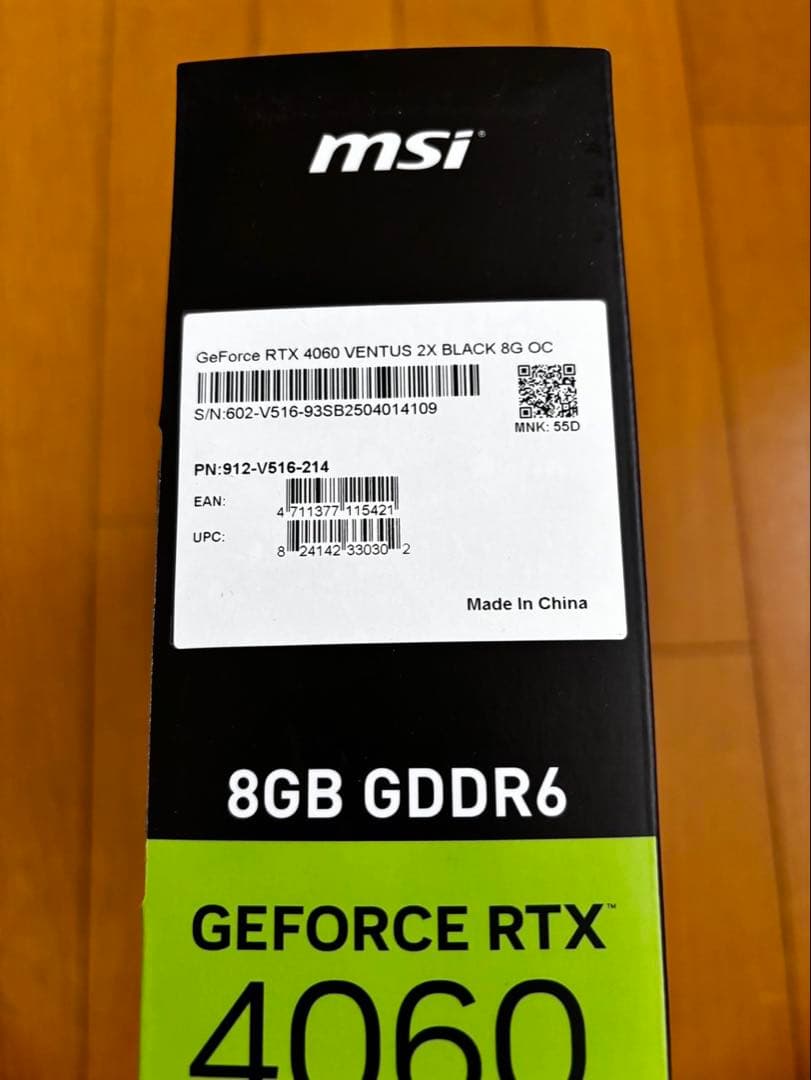 msi
GeForce RTX 4060 VENTUS 2X BLACK 8G OC
S/N:602-V516-93SB2504014109
MNK: 55D
PN:912-V516-214
EAN:
4 711377 115421
UPC:
8 24142 33030 2
Made In China
8GB GDDR6
GEFORCE RTX™
4060